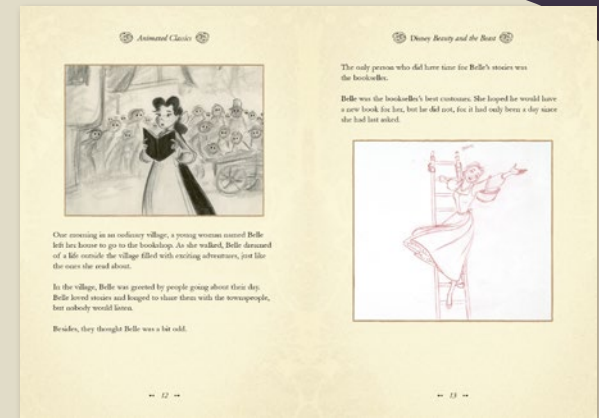 Animated Classics
One morning in an ordinary village, a young woman named Belle
left her house to go to the bookshop. As she walked, Belle dreamed
of a life outside the village filled with exciting adventures, just like
the ones she read about.
In the village, Belle was greeted by people going about their day.
Belle loved stories and longed to share them with the townspeople,
but nobody would listen.
Besides, they thought Belle was a bit odd.
12
Disney Beauty and the Beast
The only person who did have time for Belle's stories was
the bookseller.
Belle was the bookseller's best customer. She hoped he would have
a new book for her, but he did not, for it had only been a day since
she had last asked.
13